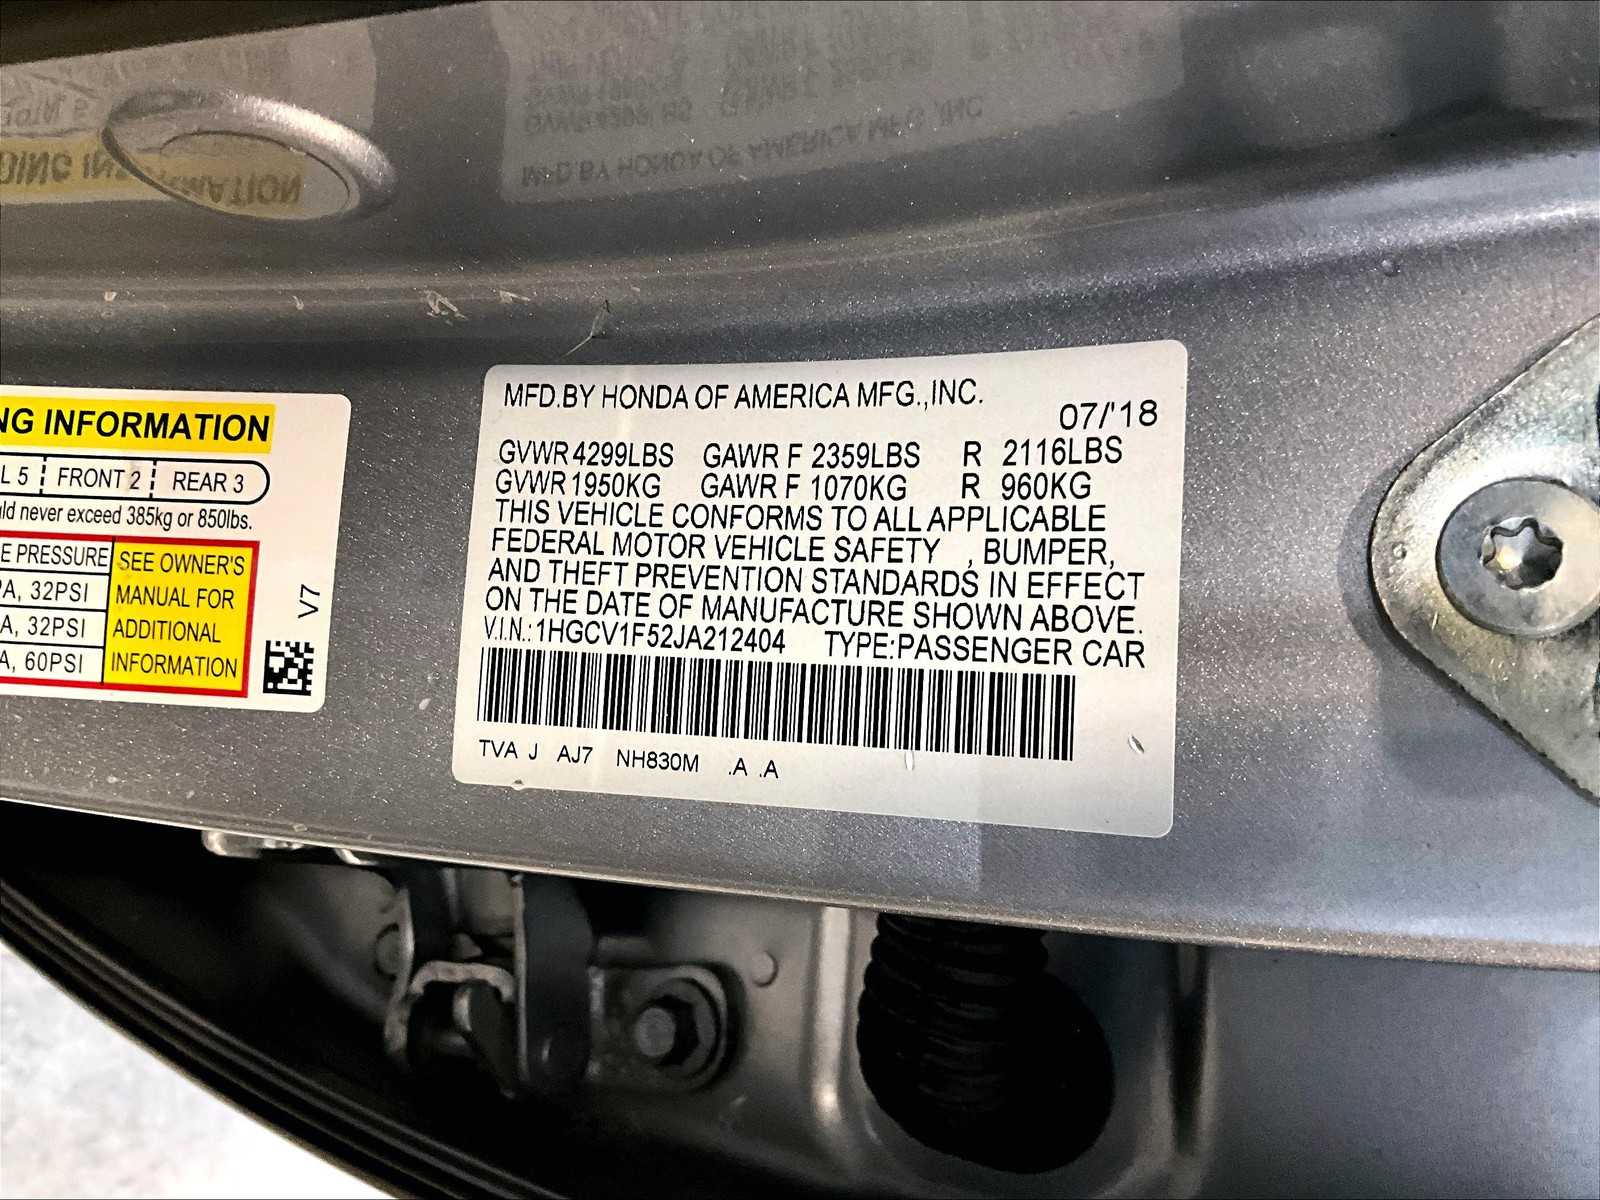 NG INFORMATION
L 5 FRONT 2 REAR 3
never exceed 385kg or 850lbs.
E PRESSURE SEE OWNER'S
PA, 32PSI MANUAL FOR
A, 32PSI ADDITIONAL
A, 60PSI INFORMATION
V7
MFD.BY HONDA OF AMERICA MFG.,INC.
07/'18
GVWR 4299LBS GAWR F 2359LBS R 2116LBS
GVWR 1950KG GAWR F 1070KG R 960KG
THIS VEHICLE CONFORMS TO ALL APPLICABLE
FEDERAL MOTOR VEHICLE SAFETY , BUMPER,
AND THEFT PREVENTION STANDARDS IN EFFECT
ON THE DATE OF MANUFACTURE SHOWN ABOVE.
V.I.N.:1HGCV1F52JA212404 TYPE:PASSENGER CAR
TVA J AJ7 NH830M .A .A